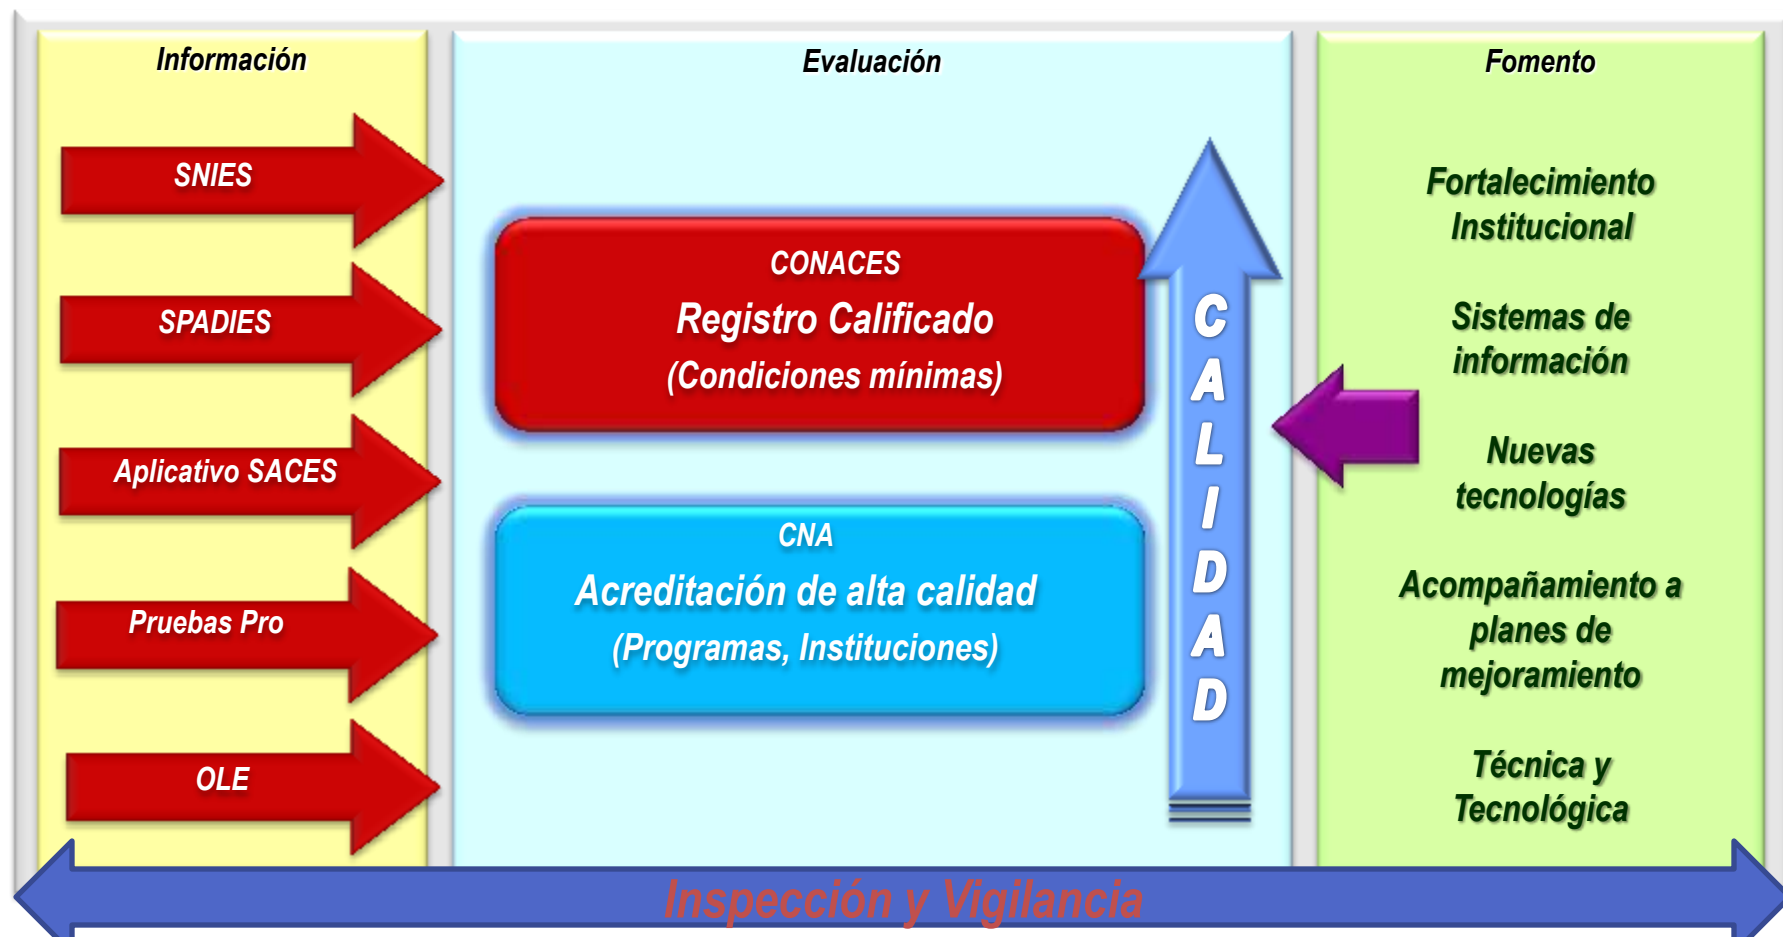 Información
SNIES
SPADIES
Aplicativo SACES
Pruebas Pro
OLE
Evaluación
CONACES
Registro Calificado
(Condiciones mínimas)
CNA
Acreditación de alta calidad
(Programas, Instituciones)
CALIDAD
Fomento
Fortalecimiento
Institucional
Sistemas de
información
Nuevas
tecnologías
Acompañamiento a
planes de
mejoramiento
Técnica y
Tecnológica
Inspección y Vigilancia